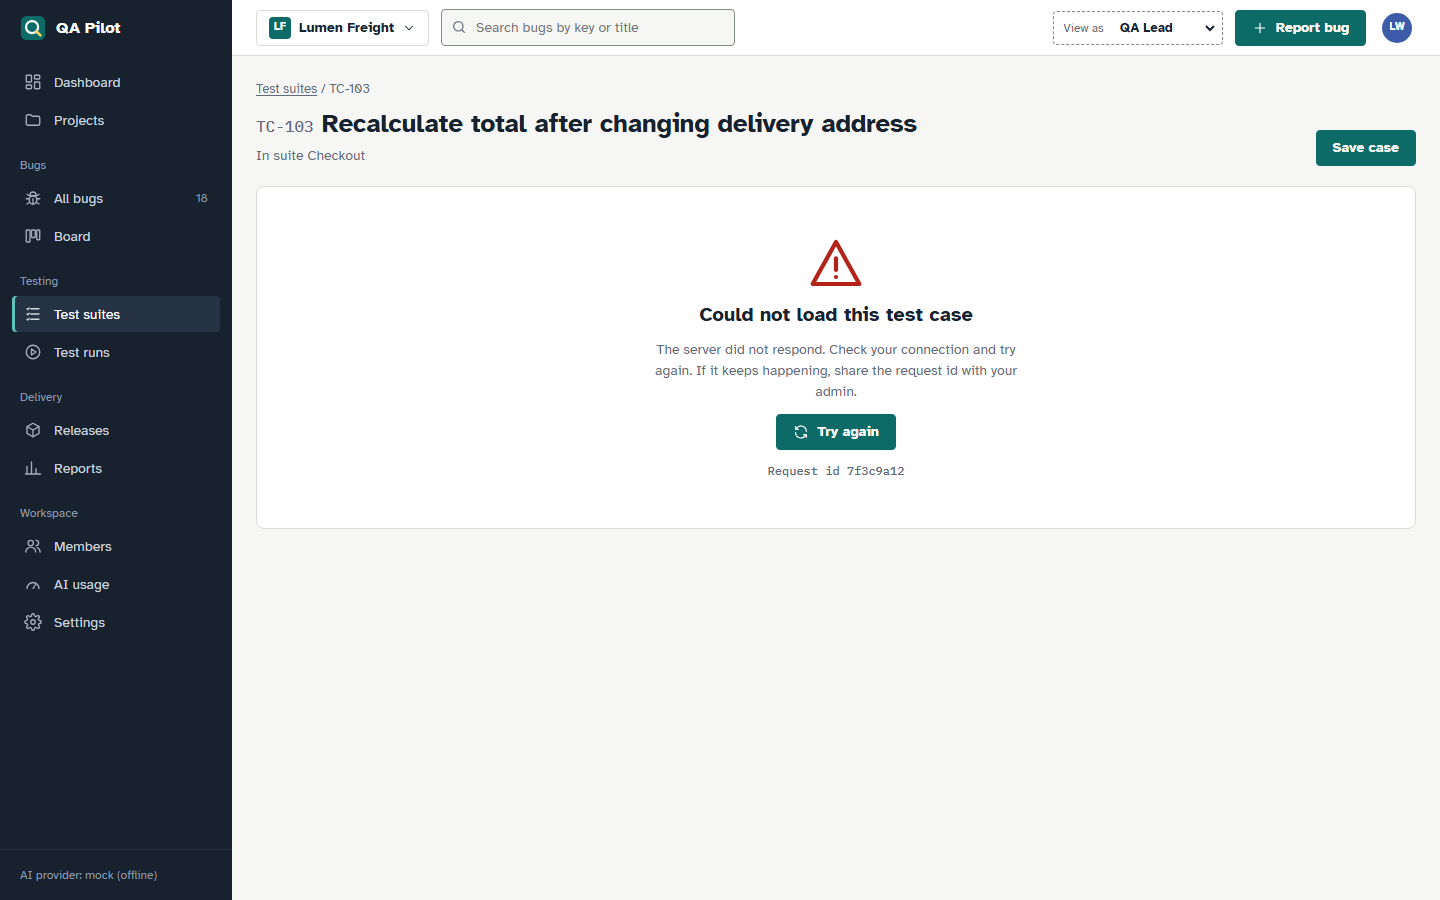 QA Pilot
LF Lumen Freight
Search bugs by key or title
View as QA Lead
Report bug
LW
Dashboard
Projects
Bugs
All bugs 18
Board
Testing
Test suites
Test runs
Delivery
Releases
Reports
Workspace
Members
AI usage
Settings
AI provider: mock (offline)
Test suites / TC-103
TC-103 Recalculate total after changing delivery address
In suite Checkout
Save case
Could not load this test case
The server did not respond. Check your connection and try
again. If it keeps happening, share the request id with your
admin.
Try again
Request id 7f3c9a12